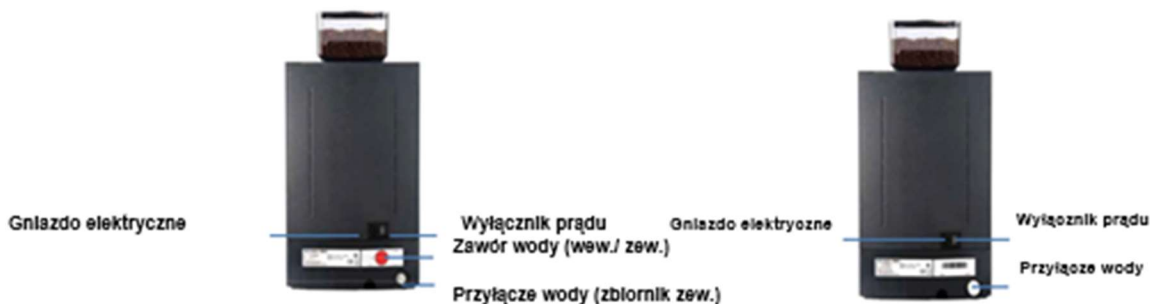 Gniazdo elektryczne
Wyłącznik prądu
Zawór wody (wew./ zew.)
Przyłącze wody (zbiornik zew.)
Gniazdo elektryczne
Wyłącznik prądu
Przyłącze wody